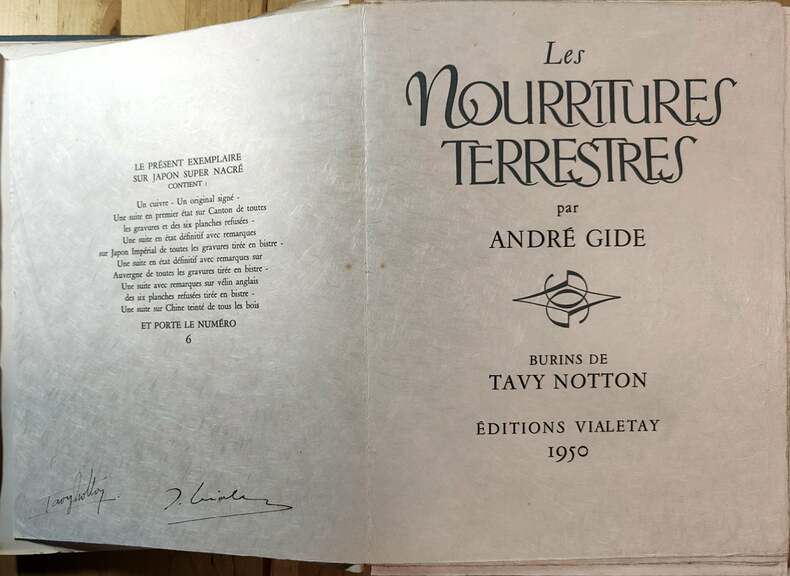 LE PRÉSENT EXEMPLAIRE
SUR JAPON SUPER NACRÉ
CONTIENT :
Un cuivre - Un original signé -
Une suite en premier état sur Canton de toutes
les gravures et des six planches refusées -
Une suite en état définitif avec remarques
sur Japon Impérial de toutes les gravures tirée en bistre -
Une suite en état définitif avec remarques sur
Auvergne de toutes les gravures tirée en bistre -
Une suite avec remarques sur vélin anglais
des six planches refusées tirée en bistre -
Une suite sur Chine teinté de tous les bois
ET PORTE LE NUMÉRO
6
Les
NOURRITURES
TERRESTRES
par
ANDRÉ GIDE
BURINS DE
TAVY NOTTON
ÉDITIONS VIALETAY
1950